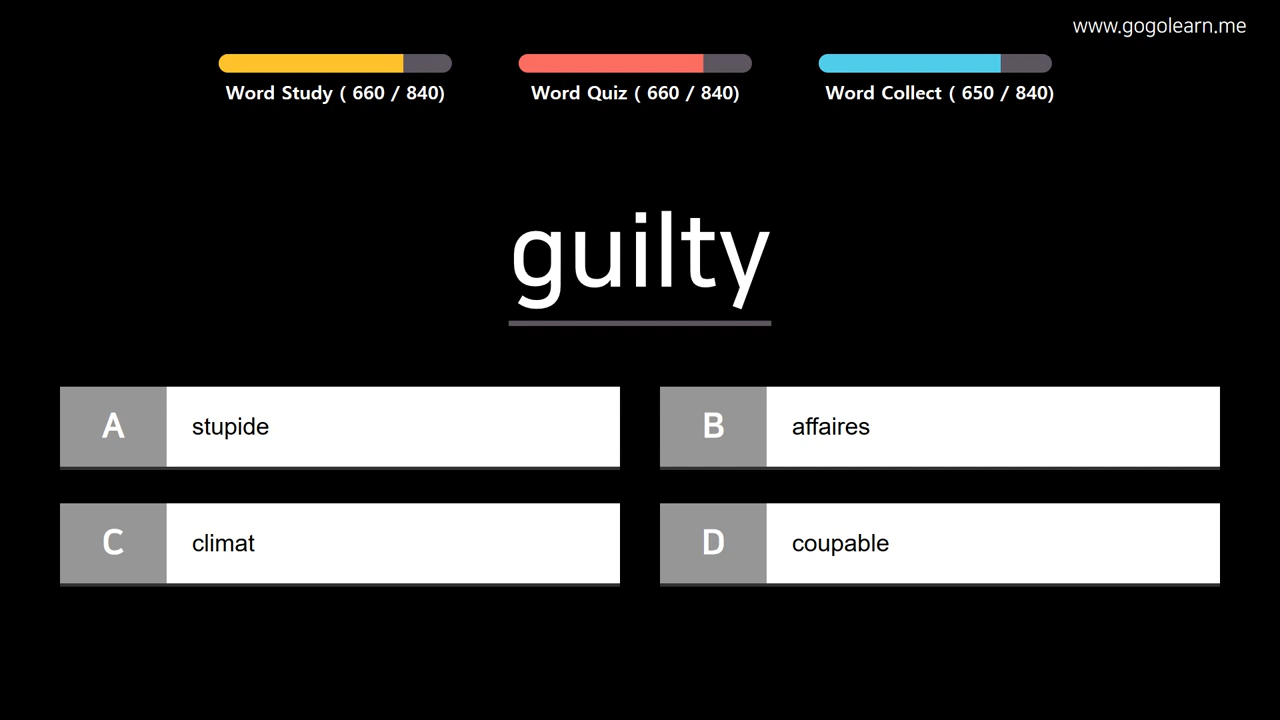 www.gogolearn.me
Word Study ( 660 / 840)
Word Quiz ( 660 / 840)
Word Collect ( 650 / 840)
guilty
A stupide
B affaires
C climat
D coupable